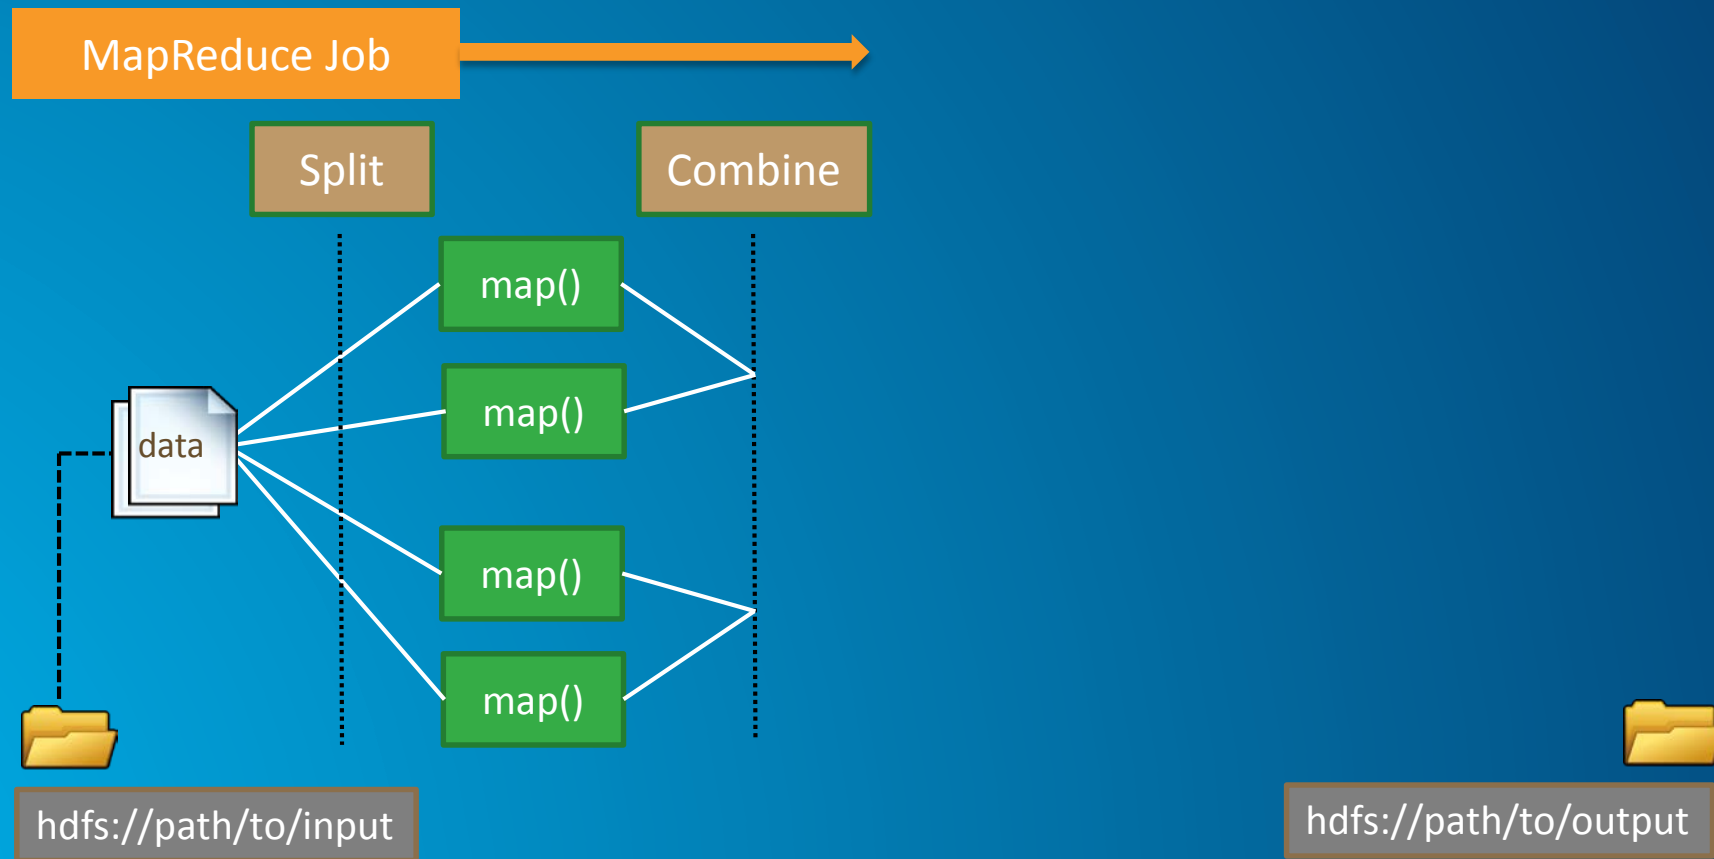 MapReduce Job
Split
Combine
map()
map()
data
map()
map()
hdfs://path/to/input
hdfs://path/to/output